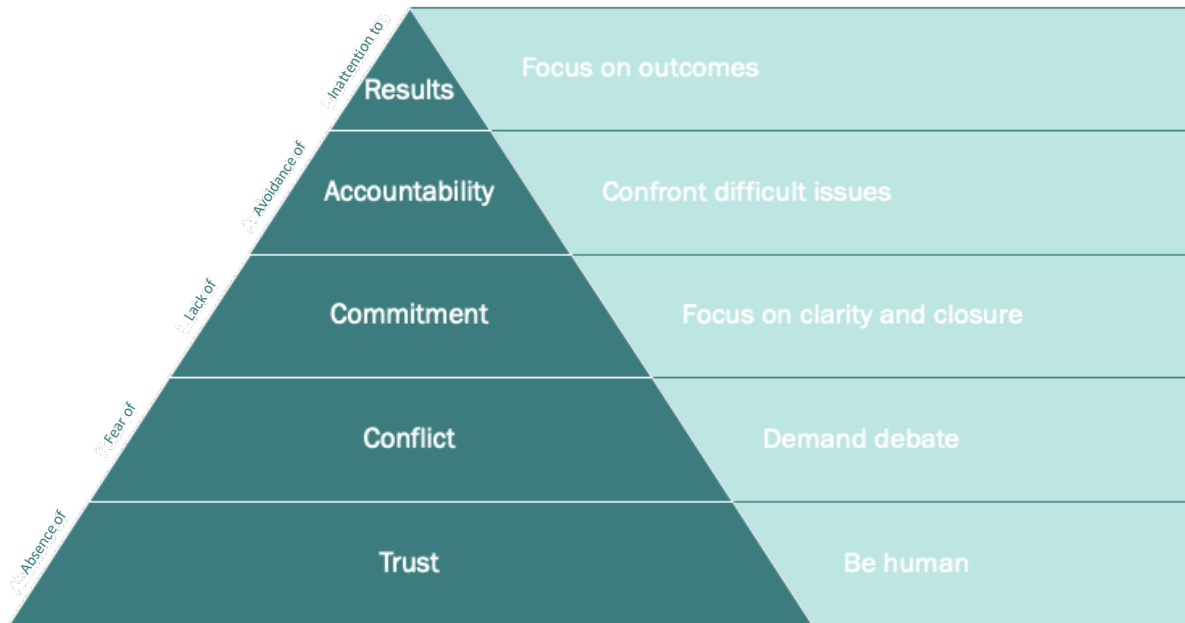 Inattention to
Results
Focus on outcomes
Avoidance of
Accountability
Confront difficult issues
Lack of
Commitment
Focus on clarity and closure
Fear of
Conflict
Demand debate
Absence of
Trust
Be human